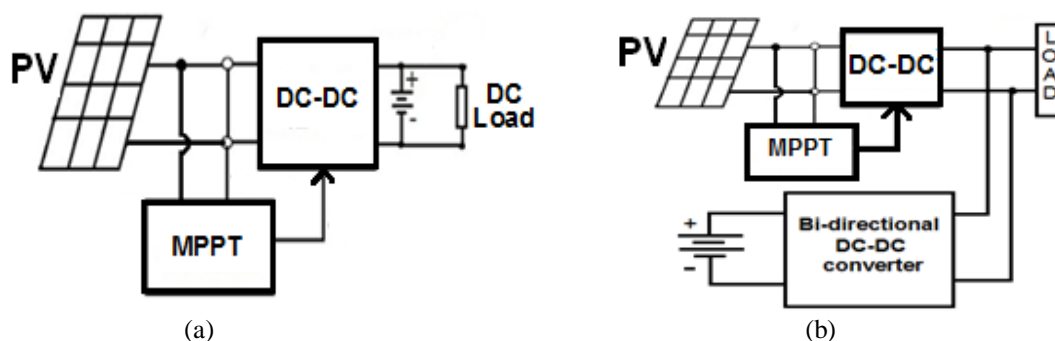 PV
DC-DC
+
-
DC
Load
MPPT
(a)
PV
DC-DC
L
O
A
D
MPPT
+
-
Bi-directional
DC-DC
converter
(b)